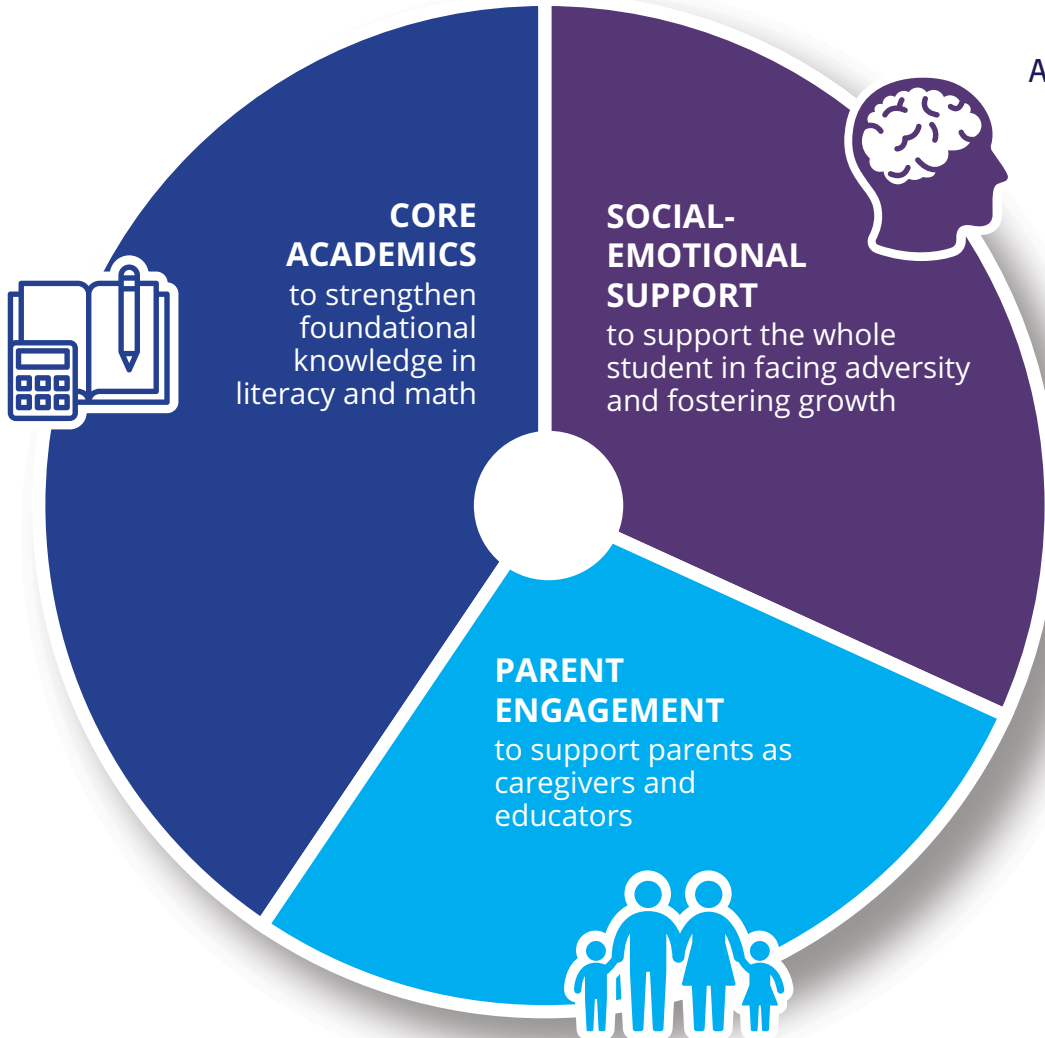 CORE
ACADEMICS
to strengthen
foundational
knowledge in
literacy and math
SOCIAL-
EMOTIONAL
SUPPORT
to support the whole
student in facing adversity
and fostering growth
PARENT
ENGAGEMENT
to support parents as
caregivers and
educators
A